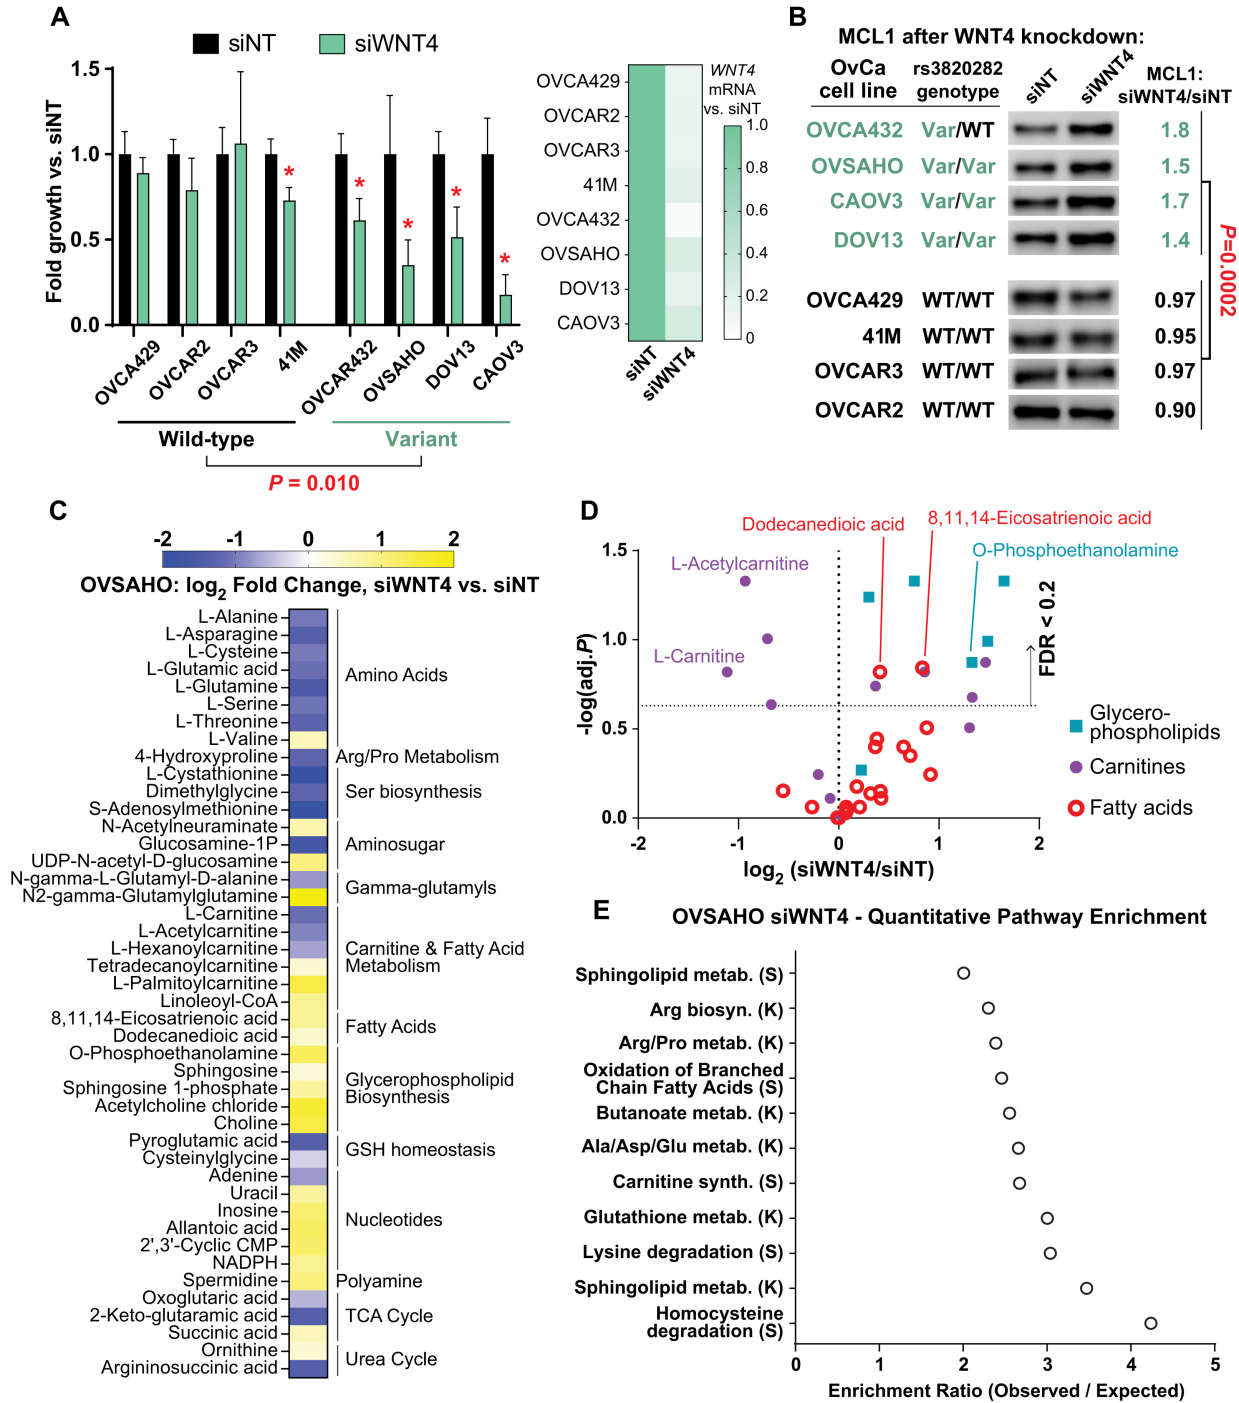 A
siNT
siWNT4
Fold growth vs. siNT
1.5
1.0
0.5
0.0
*
*
*
*
*
OVCA429
OVCAR2
OVCAR3
41M
OVCAR432
OVSAHO
DOV13
CAOV3
Wild-type
Variant
P = 0.010
OVCA429
OVCAR2
OVCAR3
41M
OVCA432
OVSAHO
DOV13
CAOV3
siNT
siWNT4
WNT4
mRNA
vs. siNT
1.0
0.8
0.6
0.4
0.2
0
B
MCL1 after WNT4 knockdown:
OvCa
cell line
rs3820282
genotype
siNT
siWNT4
MCL1:
siWNT4/siNT
OVCA432 Var/WT 1.8
OVSAHO Var/Var 1.5
CAOV3 Var/Var 1.7
DOV13 Var/Var 1.4
OVCA429 WT/WT 0.97
41M WT/WT 0.95
OVCAR3 WT/WT 0.97
OVCAR2 WT/WT 0.90
P=0.0002
C
-2 -1 0 1 2
OVSAHO: log2 Fold Change, siWNT4 vs. siNT
L-Alanine
L-Asparagine
L-Cysteine
L-Glutamic acid
L-Glutamine
L-Serine
L-Threonine
L-Valine
4-Hydroxyproline
L-Cystathionine
Dimethylglycine
S-Adenosylmethionine
N-Acetylneuraminate
Glucosamine-1P
UDP-N-acetyl-D-glucosamine
N-gamma-L-Glutamyl-D-alanine
N2-gamma-Glutamylglutamine
L-Carnitine
L-Acetylcarnitine
L-Hexanoylcarnitine
Tetradecanoylcarnitine
L-Palmitoylcarnitine
Linoleoyl-CoA
8,11,14-Eicosatrienoic acid
Dodecanedioic acid
O-Phosphoethanolamine
Sphingosine
Sphingosine 1-phosphate
Acetylcholine chloride
Choline
Pyroglutamic acid
Cysteinylglycine
Adenine
Uracil
Inosine
Allantoic acid
2',3'-Cyclic CMP
NADPH
Spermidine
Oxoglutaric acid
2-Keto-glutaramic acid
Succinic acid
Ornithine
Argininosuccinic acid
Amino Acids
Arg/Pro Metabolism
Ser biosynthesis
Aminosugar
Gamma-glutamyls
Carnitine & Fatty Acid
Metabolism
Fatty Acids
Glycerophospholipid
Biosynthesis
GSH homeostasis
Nucleotides
Polyamine
TCA Cycle
Urea Cycle
D
Dodecanedioic acid
8,11,14-Eicosatrienoic acid
O-Phosphoethanolamine
L-Acetylcarnitine
L-Carnitine
-log(adj.P)
1.5
1.0
0.5
0.0
-2 -1 0 1 2
log2 (siWNT4/siNT)
FDR < 0.2
Glycero-
phospholipids
Carnitines
Fatty acids
E
OVSAHO siWNT4 - Quantitative Pathway Enrichment
Sphingolipid metab. (S)
Arg biosyn. (K)
Arg/Pro metab. (K)
Oxidation of Branched
Chain Fatty Acids (S)
Butanoate metab. (K)
Ala/Asp/Glu metab. (K)
Carnitine synth. (S)
Glutathione metab. (K)
Lysine degradation (S)
Sphingolipid metab. (K)
Homocysteine
degradation (S)
0 1 2 3 4 5
Enrichment Ratio (Observed / Expected)